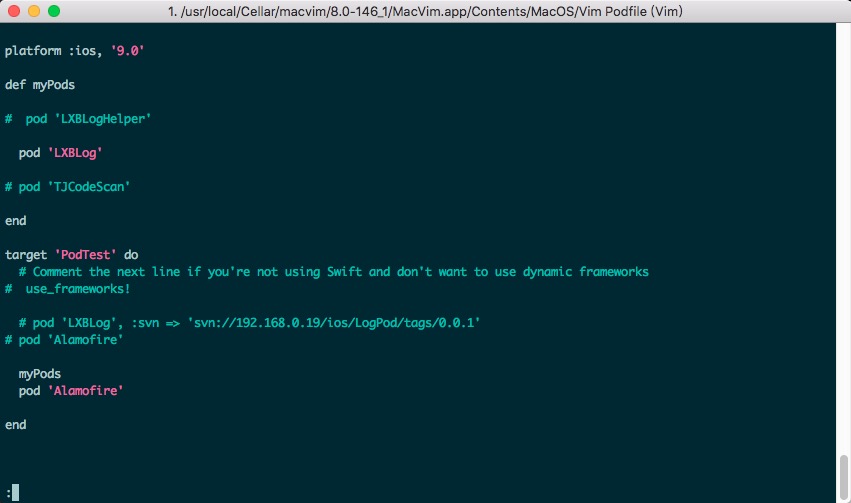 1. /usr/local/Cellar/macvim/8.0-146_1/MacVim.app/Contents/MacOS/Vim Podfile (Vim)
platform :ios, '9.0'
def myPods
#  pod 'LXBLogHelper'
  pod 'LXBLog'
# pod 'TJCodeScan'
end
target 'PodTest' do
  # Comment the next line if you're not using Swift and don't want to use dynamic frameworks
#  use_frameworks!
  # pod 'LXBLog', :svn => 'svn://192.168.0.19/ios/LogPod/tags/0.0.1'
# pod 'Alamofire'
  myPods
  pod 'Alamofire'
end
: